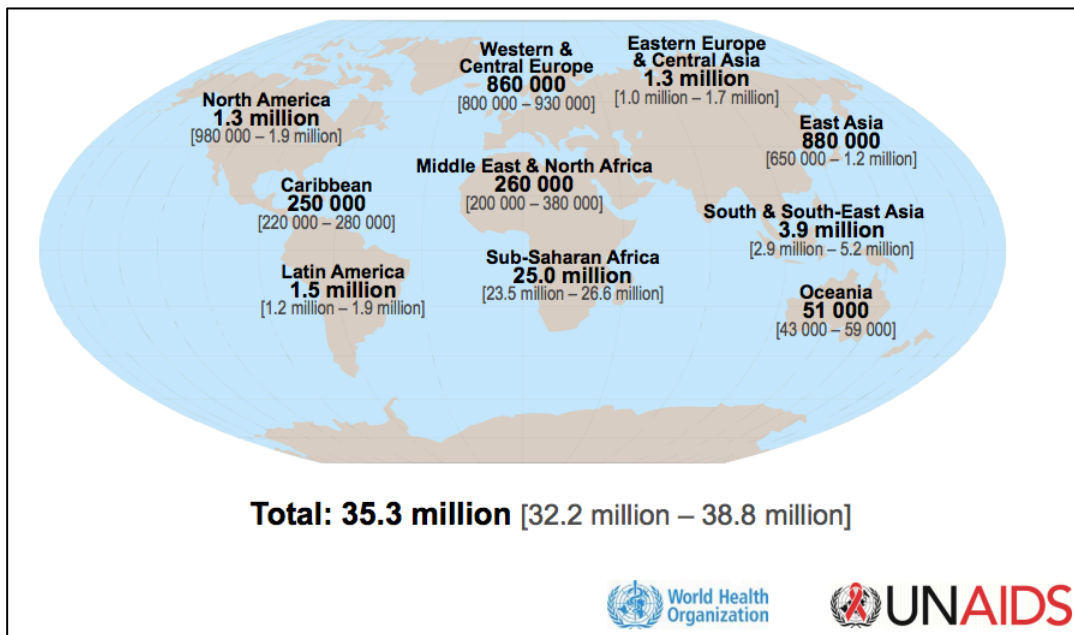 Western &
Central Europe
860 000
[800 000 – 930 000]
Eastern Europe
& Central Asia
1.3 million
[1.0 million – 1.7 million]
North America
1.3 million
[980 000 – 1.9 million]
East Asia
880 000
[650 000 – 1.2 million]
Middle East & North Africa
260 000
[200 000 – 380 000]
Caribbean
250 000
[220 000 – 280 000]
South & South-East Asia
3.9 million
[2.9 million – 5.2 million]
Sub-Saharan Africa
25.0 million
[23.5 million – 26.6 million]
Latin America
1.5 million
[1.2 million – 1.9 million]
Oceania
51 000
[43 000 – 59 000]
Total: 35.3 million [32.2 million – 38.8 million]
World Health
Organization
UNAIDS